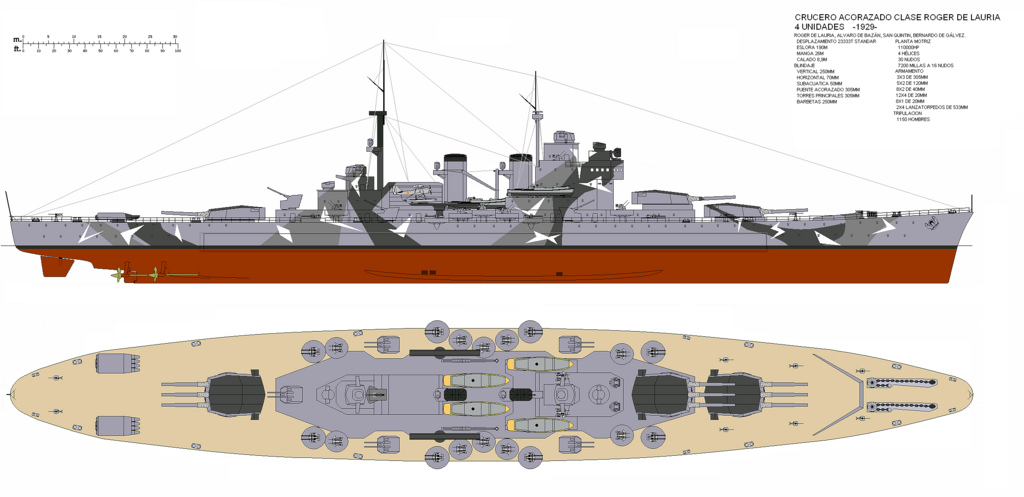 CRUCERO ACORAZADO CLASE ROGER DE LAURIA
4 UNIDADES -1929-
ROGER DE LAURIA, ALVARO DE BAZÁN, SAN QUINTIN, BERNARDO DE GÁLVEZ.
DESPLAZAMIENTO 23333T STANDAR
ESLORA 190M
MANGA 26M
CALADO 8,9M
BLINDAJE
VERTICAL 250MM
HORIZONTAL 70MM
SUBACUATICA 50MM
PUENTE ACORAZADO 305MM
TORRES PRINCIPALES 305MM
BARBETAS 250MM
PLANTA MOTRIZ
110000HP
4 HÉLICES
30 NUDOS
7200 MILLAS A 16 NUDOS
ARMAMENTO
3X3 DE 305MM
5X2 DE 120MM
8X2 DE 40MM
12X4 DE 20MM
8X1 DE 20MM
2X4 LANZATORPEDOS DE 533MM
TRIPULACION
1150 HOMBRES
m. 0 5 10 15 20 25 30
ft. 0 10 20 30 40 50 60 70 80 90 100